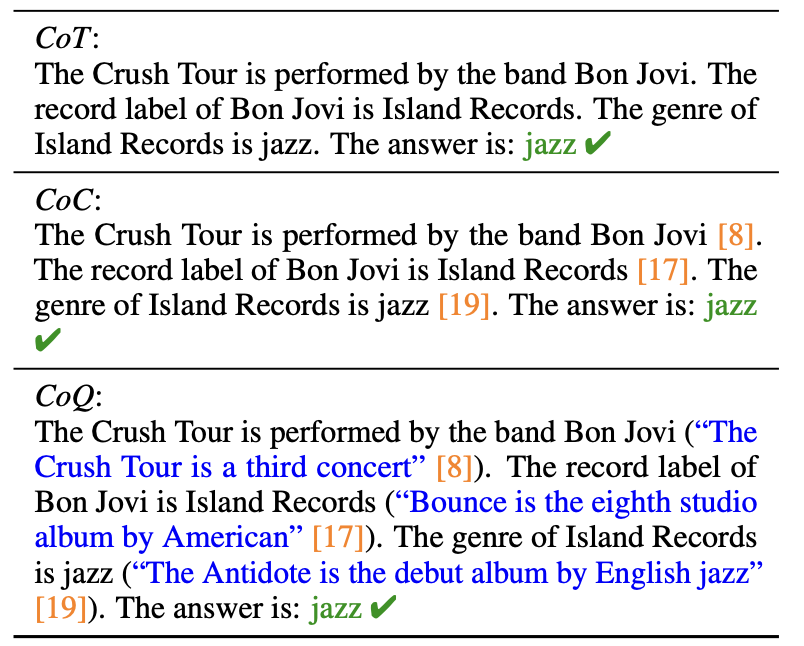 CoT:
The Crush Tour is performed by the band Bon Jovi. The
record label of Bon Jovi is Island Records. The genre of
Island Records is jazz. The answer is: jazz ✔
CoC:
The Crush Tour is performed by the band Bon Jovi [8].
The record label of Bon Jovi is Island Records [17]. The
genre of Island Records is jazz [19]. The answer is: jazz
✔
CoQ:
The Crush Tour is performed by the band Bon Jovi (“The
Crush Tour is a third concert” [8]). The record label of
Bon Jovi is Island Records (“Bounce is the eighth studio
album by American” [17]). The genre of Island Records
is jazz (“The Antidote is the debut album by English jazz”
[19]). The answer is: jazz ✔